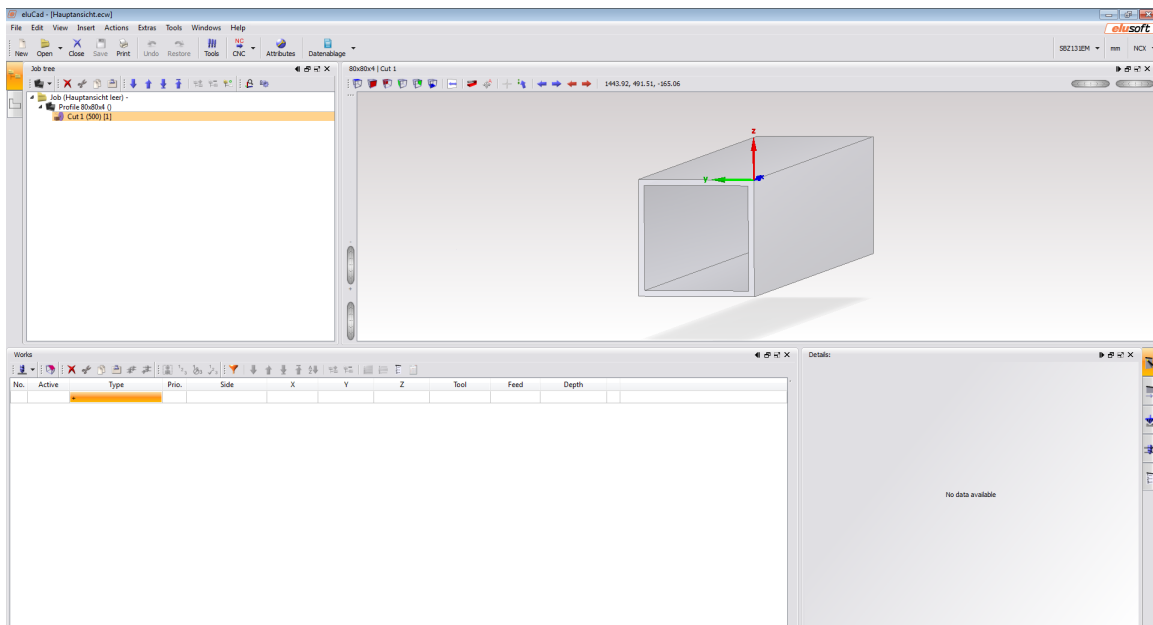 eluCad - [Hauptansicht.ecw]
File Edit View Insert Actions Extras Tools Windows Help
elusoft
New Open Close Save Print Undo Restore Tools NC CNC Attributes Datenablage SBZ131EM mm NCX
Job tree
80x80x4 | Cut 1
1443.92, 491.51, -165.06
Job (Hauptansicht leer) -
Profile 80x80x4 ()
Cut 1 (500) [1]
z
y
Works
Details:
No. Active Type Prio. Side X Y Z Tool Feed Depth
+
No data available